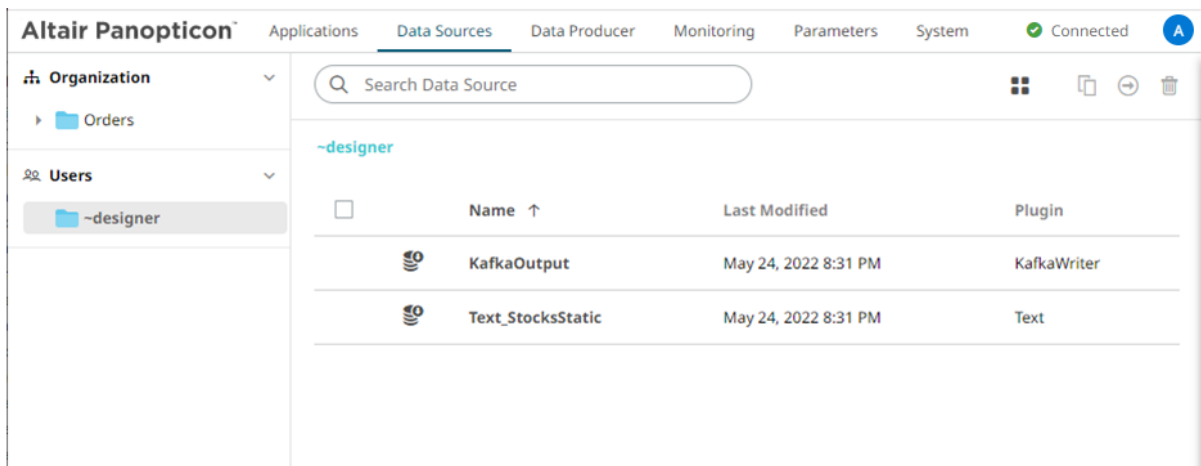 Altair Panopticon™ Applications Data Sources Data Producer Monitoring Parameters System Connected A
Organization
Orders
Users
~designer
Search Data Source
~designer
Name ↑ Last Modified Plugin
KafkaOutput May 24, 2022 8:31 PM KafkaWriter
Text_StocksStatic May 24, 2022 8:31 PM Text